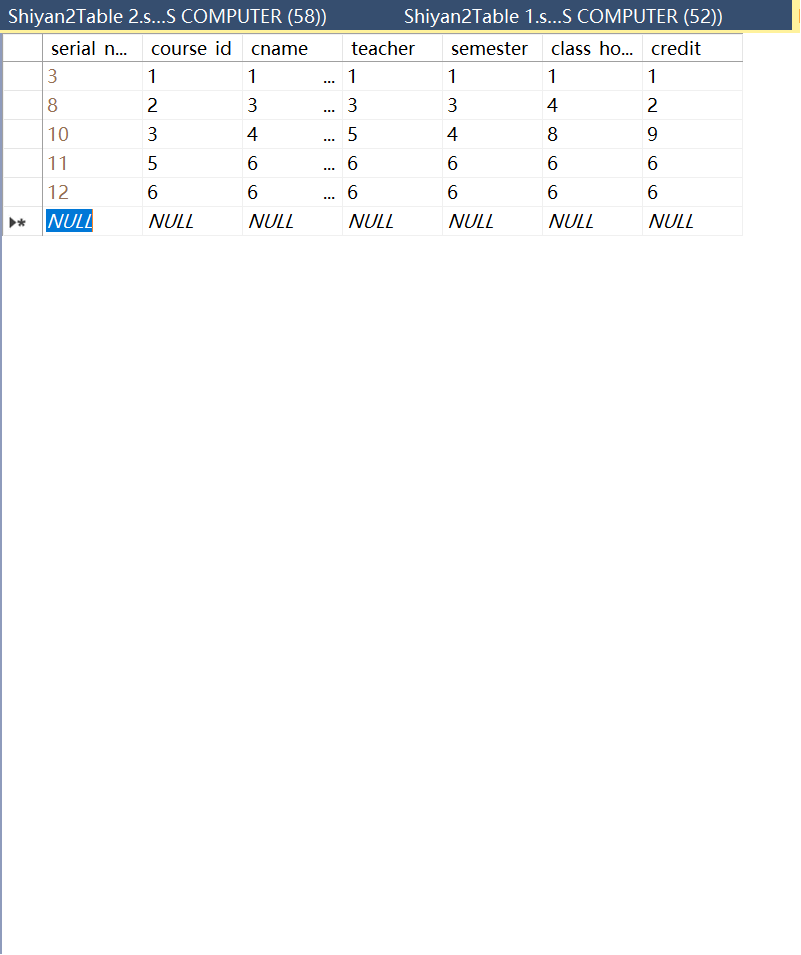 Shiyan2Table 2.s...S COMPUTER (58)) Shiyan2Table 1.s...S COMPUTER (52))
serial n... course id cname teacher semester class ho... credit
3 1 1 ... 1 1 1 1
8 2 3 ... 3 3 4 2
10 3 4 ... 5 4 8 9
11 5 6 ... 6 6 6 6
12 6 6 ... 6 6 6 6
NULL NULL NULL NULL NULL NULL NULL